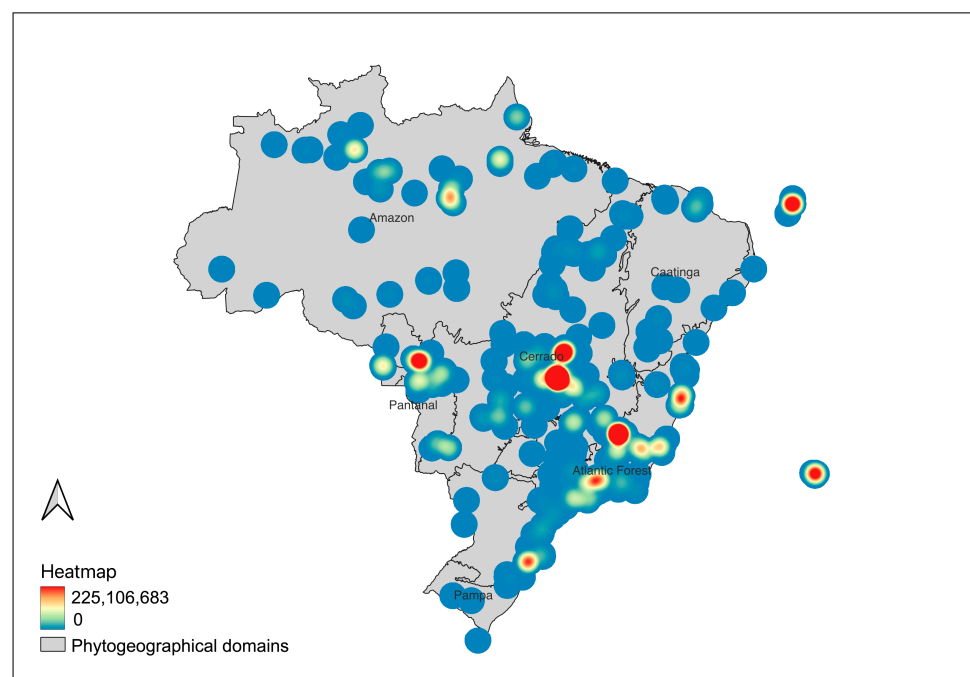 Amazon
Caatinga
Cerrado
Pantanal
Atlantic Forest
Pampa
Heatmap
225,106,683
0
Phytogeographical domains